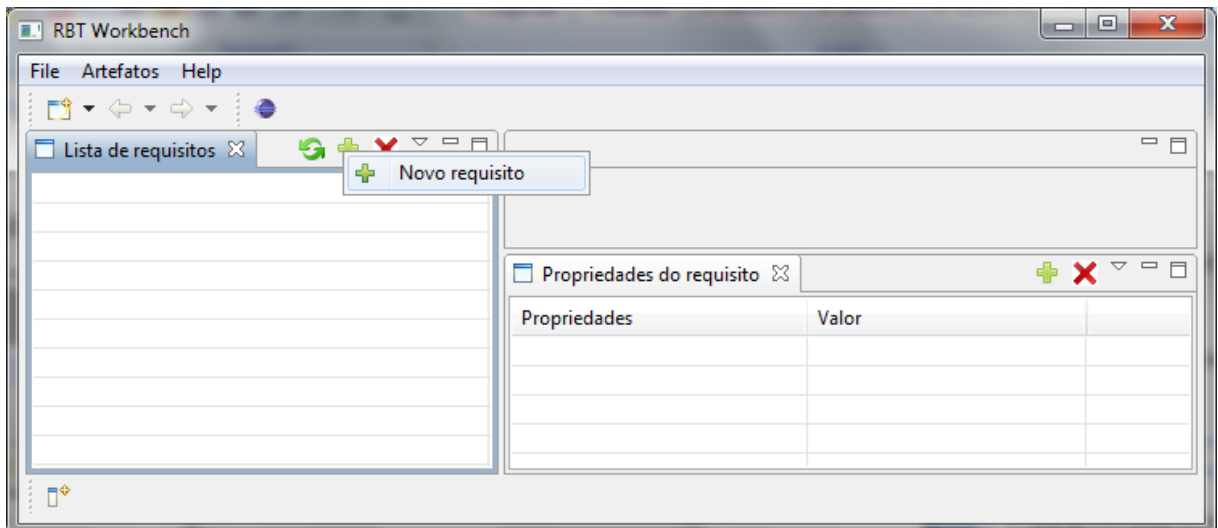 RBT Workbench
File Artefatos Help
Lista de requisitos
Novo requisito
Propriedades do requisito
Propriedades Valor